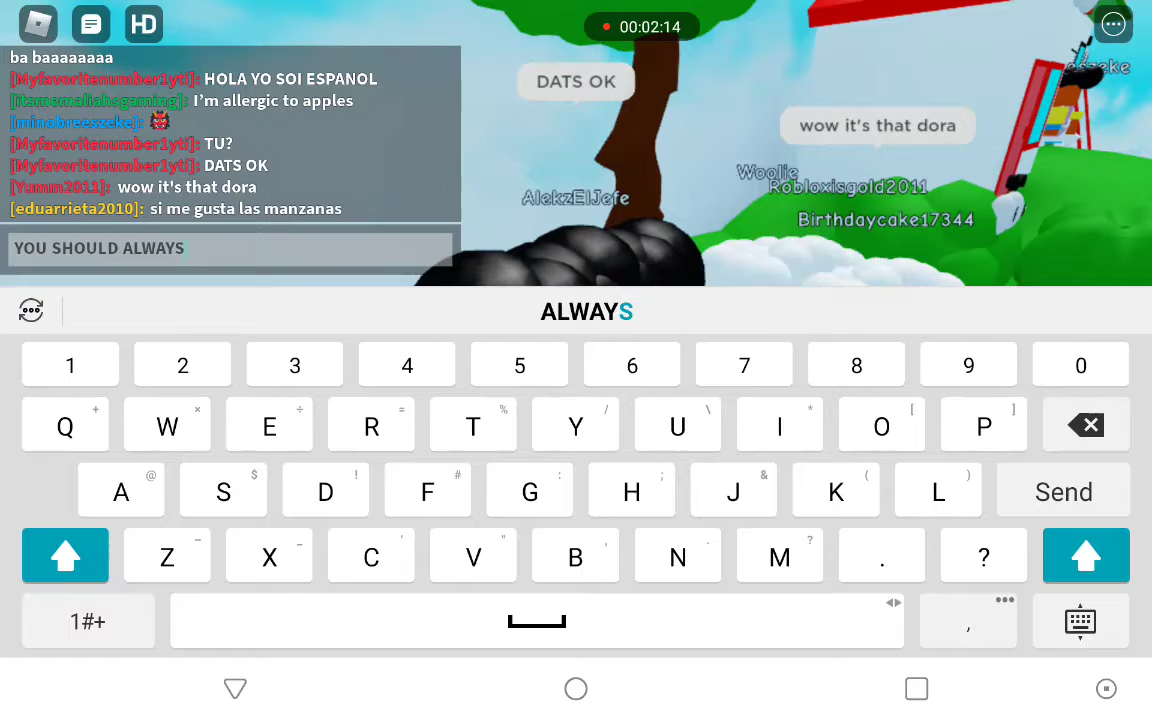 HD
00:02:14
ba baaaaaaaa
[Myfavoritenumber1yti]: HOLA YO SOI ESPANOL
[itsmemaliahsgaming]: I'm allergic to apples
[minobreeszeke]: 👹
[Myfavoritenumber1yti]: TU?
[Myfavoritenumber1yti]: DATS OK
[Yumm2011]: wow it's that dora
[eduarrieta2010]: si me gusta las manzanas
YOU SHOULD ALWAYS
DATS OK
wow it's that dora
eszeke
AlekzElJefe
Woolie
Robloxisgold2011
Birthdaycake17344
ALWAYS
1 2 3 4 5 6 7 8 9 0
Q + W × E ÷ R = T % Y / U \ I * O [ P ]
A @ S $ D ! F # G : H ; J & K ( L ) Send
Z X C ' V " B , N M ? . ?
1#+ ,